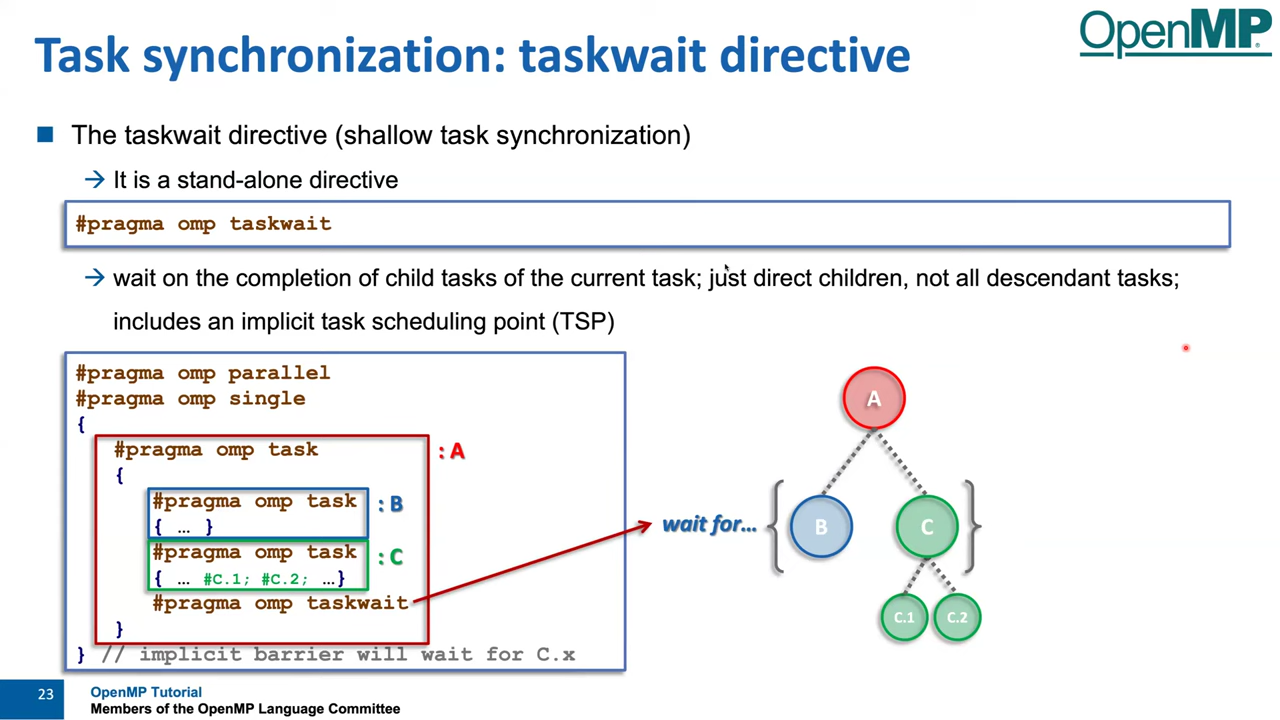 Task synchronization: taskwait directive
OpenMP®
The taskwait directive (shallow task synchronization)
→ It is a stand-alone directive
#pragma omp taskwait
→ wait on the completion of child tasks of the current task; just direct children, not all descendant tasks;
includes an implicit task scheduling point (TSP)
#pragma omp parallel
#pragma omp single
{
#pragma omp task
: A
{
#pragma omp task
: B
{ … }
#pragma omp task
: C
{ … #C.1; #C.2; …}
#pragma omp taskwait
}
} // implicit barrier will wait for C.x
A
wait for…
{
B
C
}
C.1
C.2
23
OpenMP Tutorial
Members of the OpenMP Language Committee